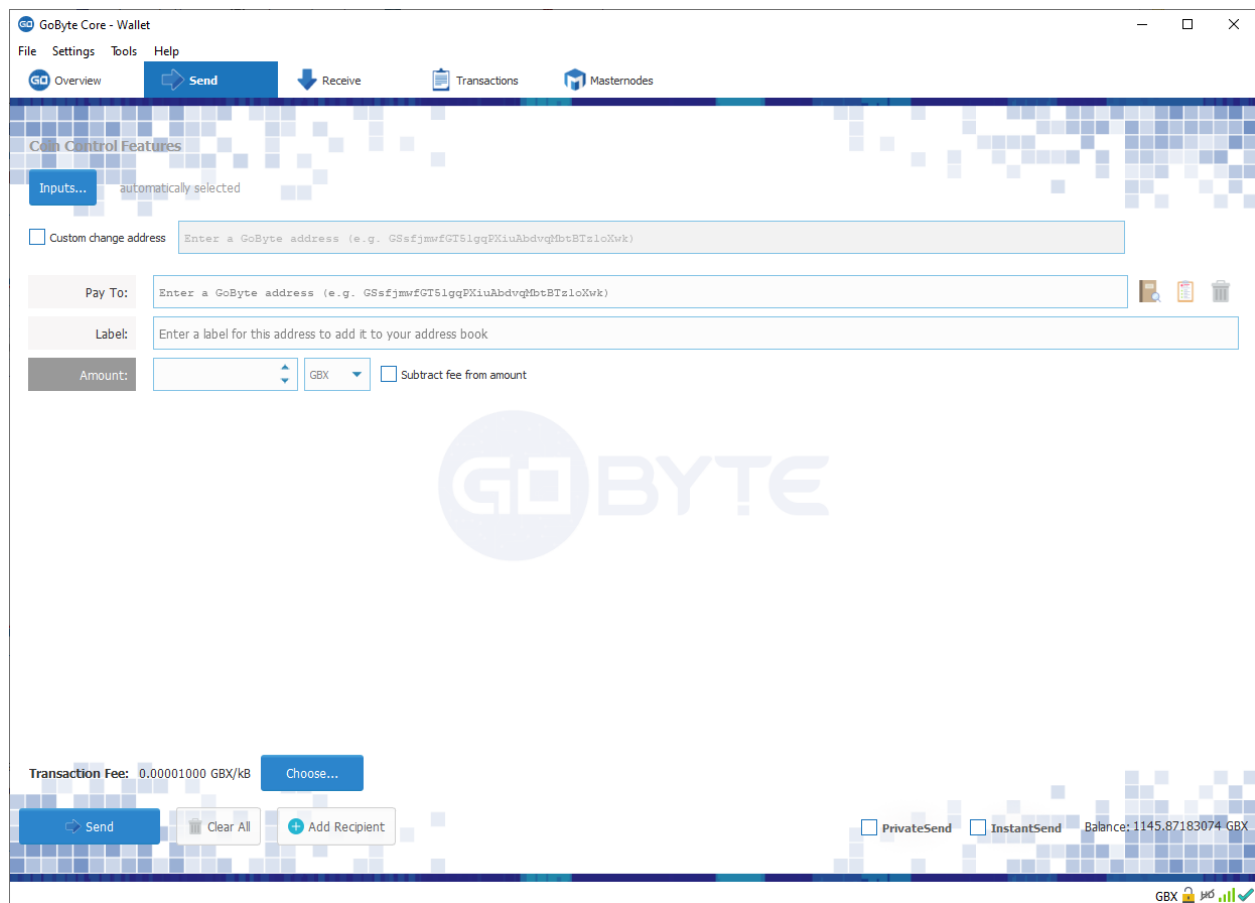 GoByte Core - Wallet
File Settings Tools Help
GO Overview Send Receive Transactions Masternodes
Coin Control Features
Inputs... automatically selected
Custom change address Enter a GoByte address (e.g. GSsfjmwfGT5lgqPXiuAbdvqMbtBTzloXwk)
Pay To: Enter a GoByte address (e.g. GSsfjmwfGT5lgqPXiuAbdvqMbtBTzloXwk)
Label: Enter a label for this address to add it to your address book
Amount: GBX Subtract fee from amount
GOBYTE
Transaction Fee: 0.00001000 GBX/kB Choose...
Send Clear All Add Recipient PrivateSend InstantSend Balance: 1145.87183074 GBX
GBX HD